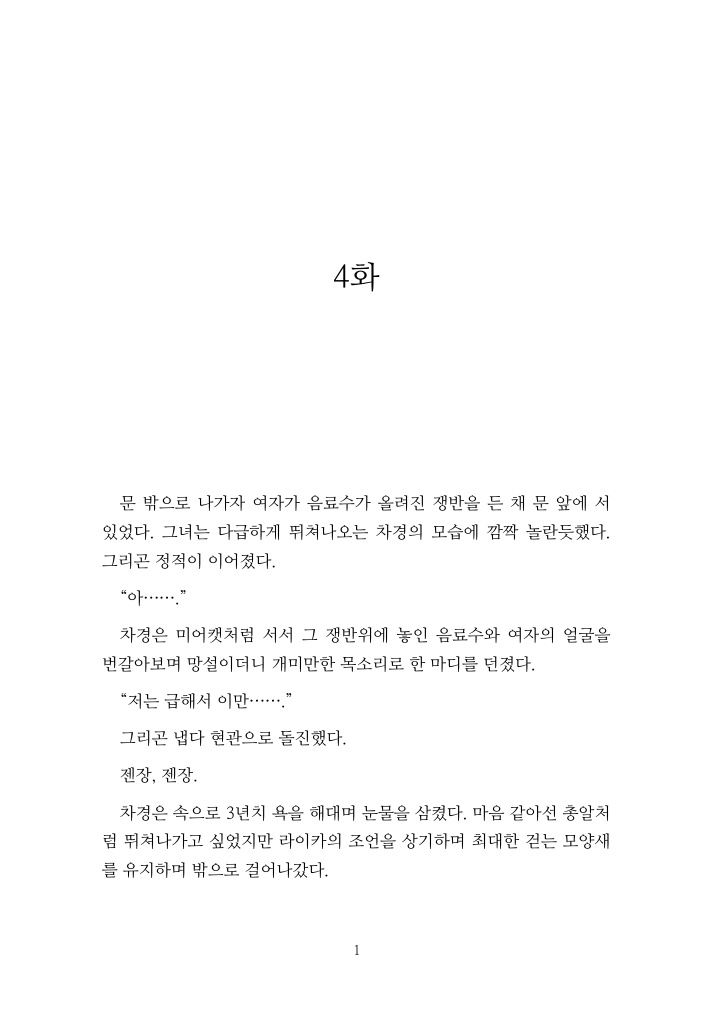 4화
문 밖으로 나가자 여자가 음료수가 올려진 쟁반을 든 채 문 앞에 서
있었다. 그녀는 다급하게 뛰쳐나오는 차경의 모습에 깜짝 놀란듯했다.
그리곤 정적이 이어졌다.
“아…….”
차경은 미어캣처럼 서서 그 쟁반위에 놓인 음료수와 여자의 얼굴을
번갈아보며 망설이더니 개미만한 목소리로 한 마디를 던졌다.
“저는 급해서 이만…….”
그리곤 냅다 현관으로 돌진했다.
젠장, 젠장.
차경은 속으로 3년치 욕을 해대며 눈물을 삼켰다. 마음 같아선 총알처
럼 뛰쳐나가고 싶었지만 라이카의 조언을 상기하며 최대한 걷는 모양새
를 유지하며 밖으로 걸어나갔다.
1